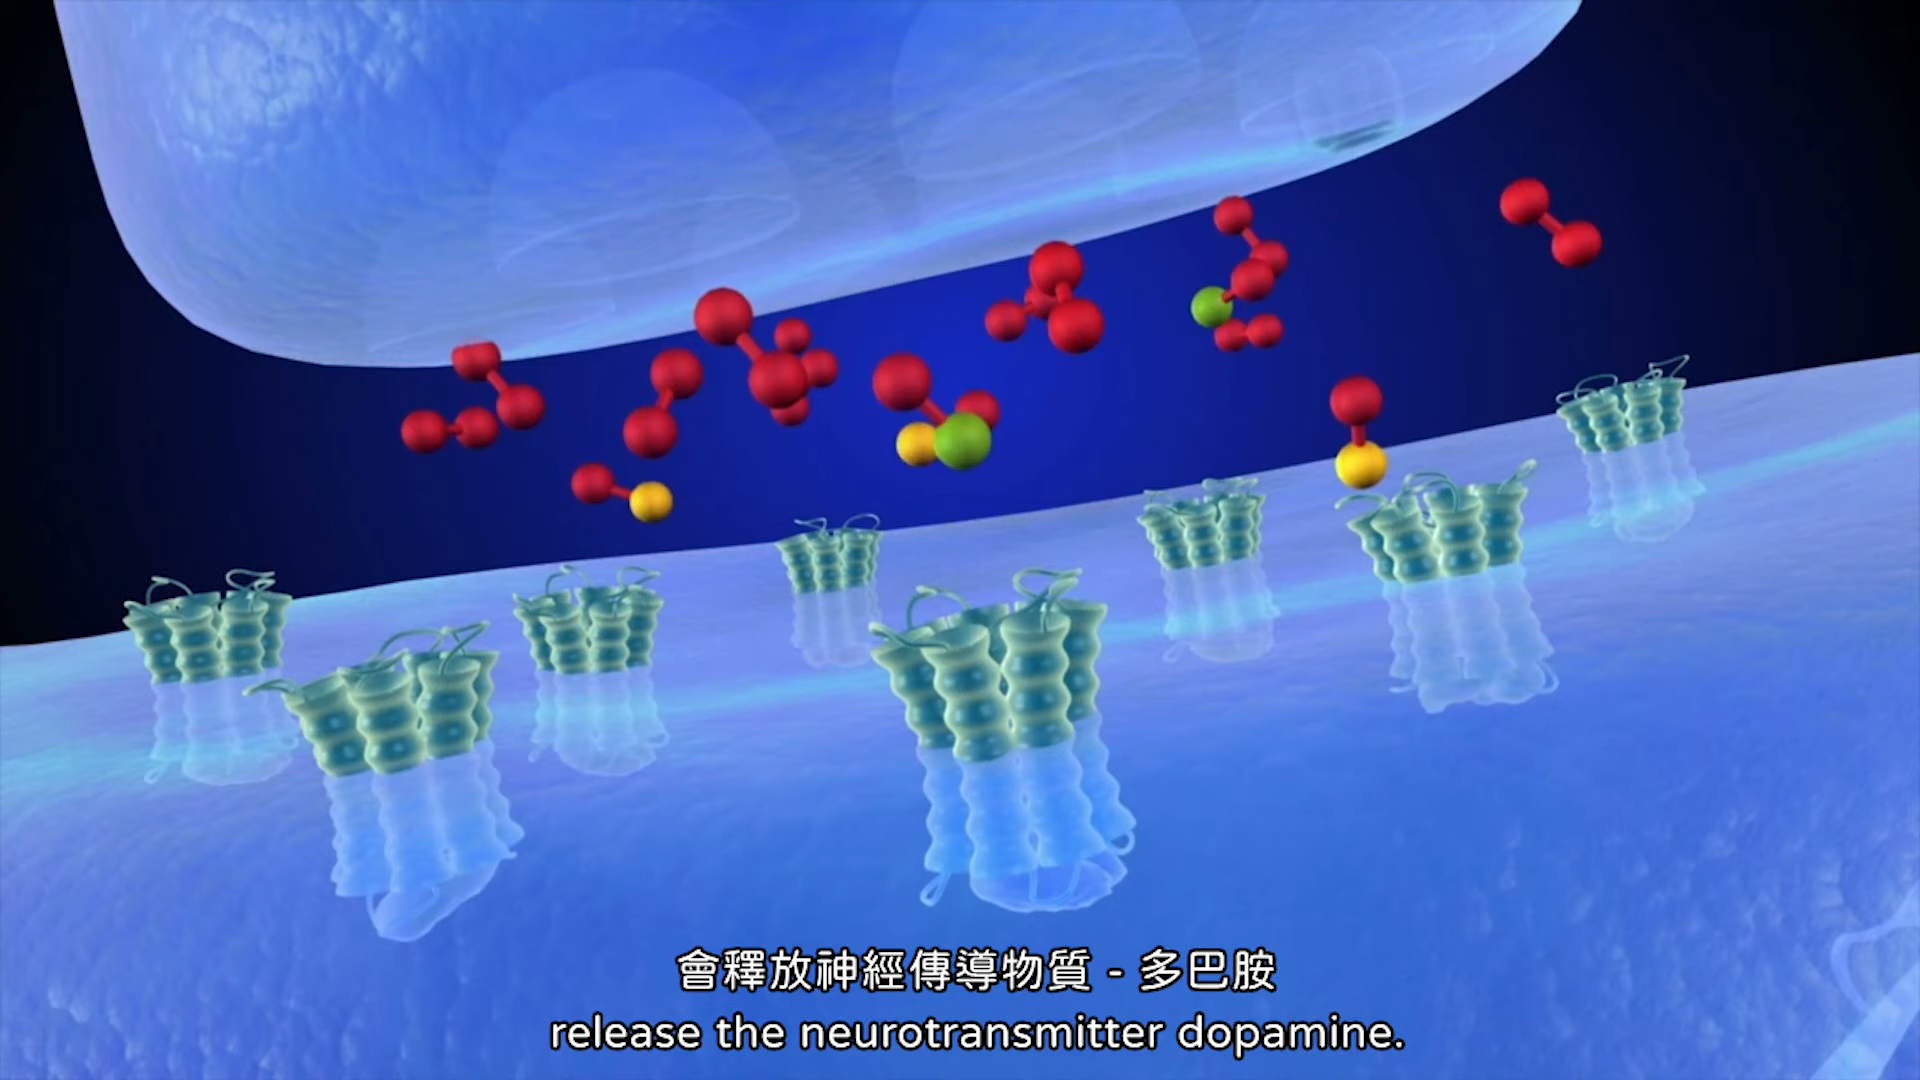 會釋放神經傳導物質 - 多巴胺
release the neurotransmitter dopamine.